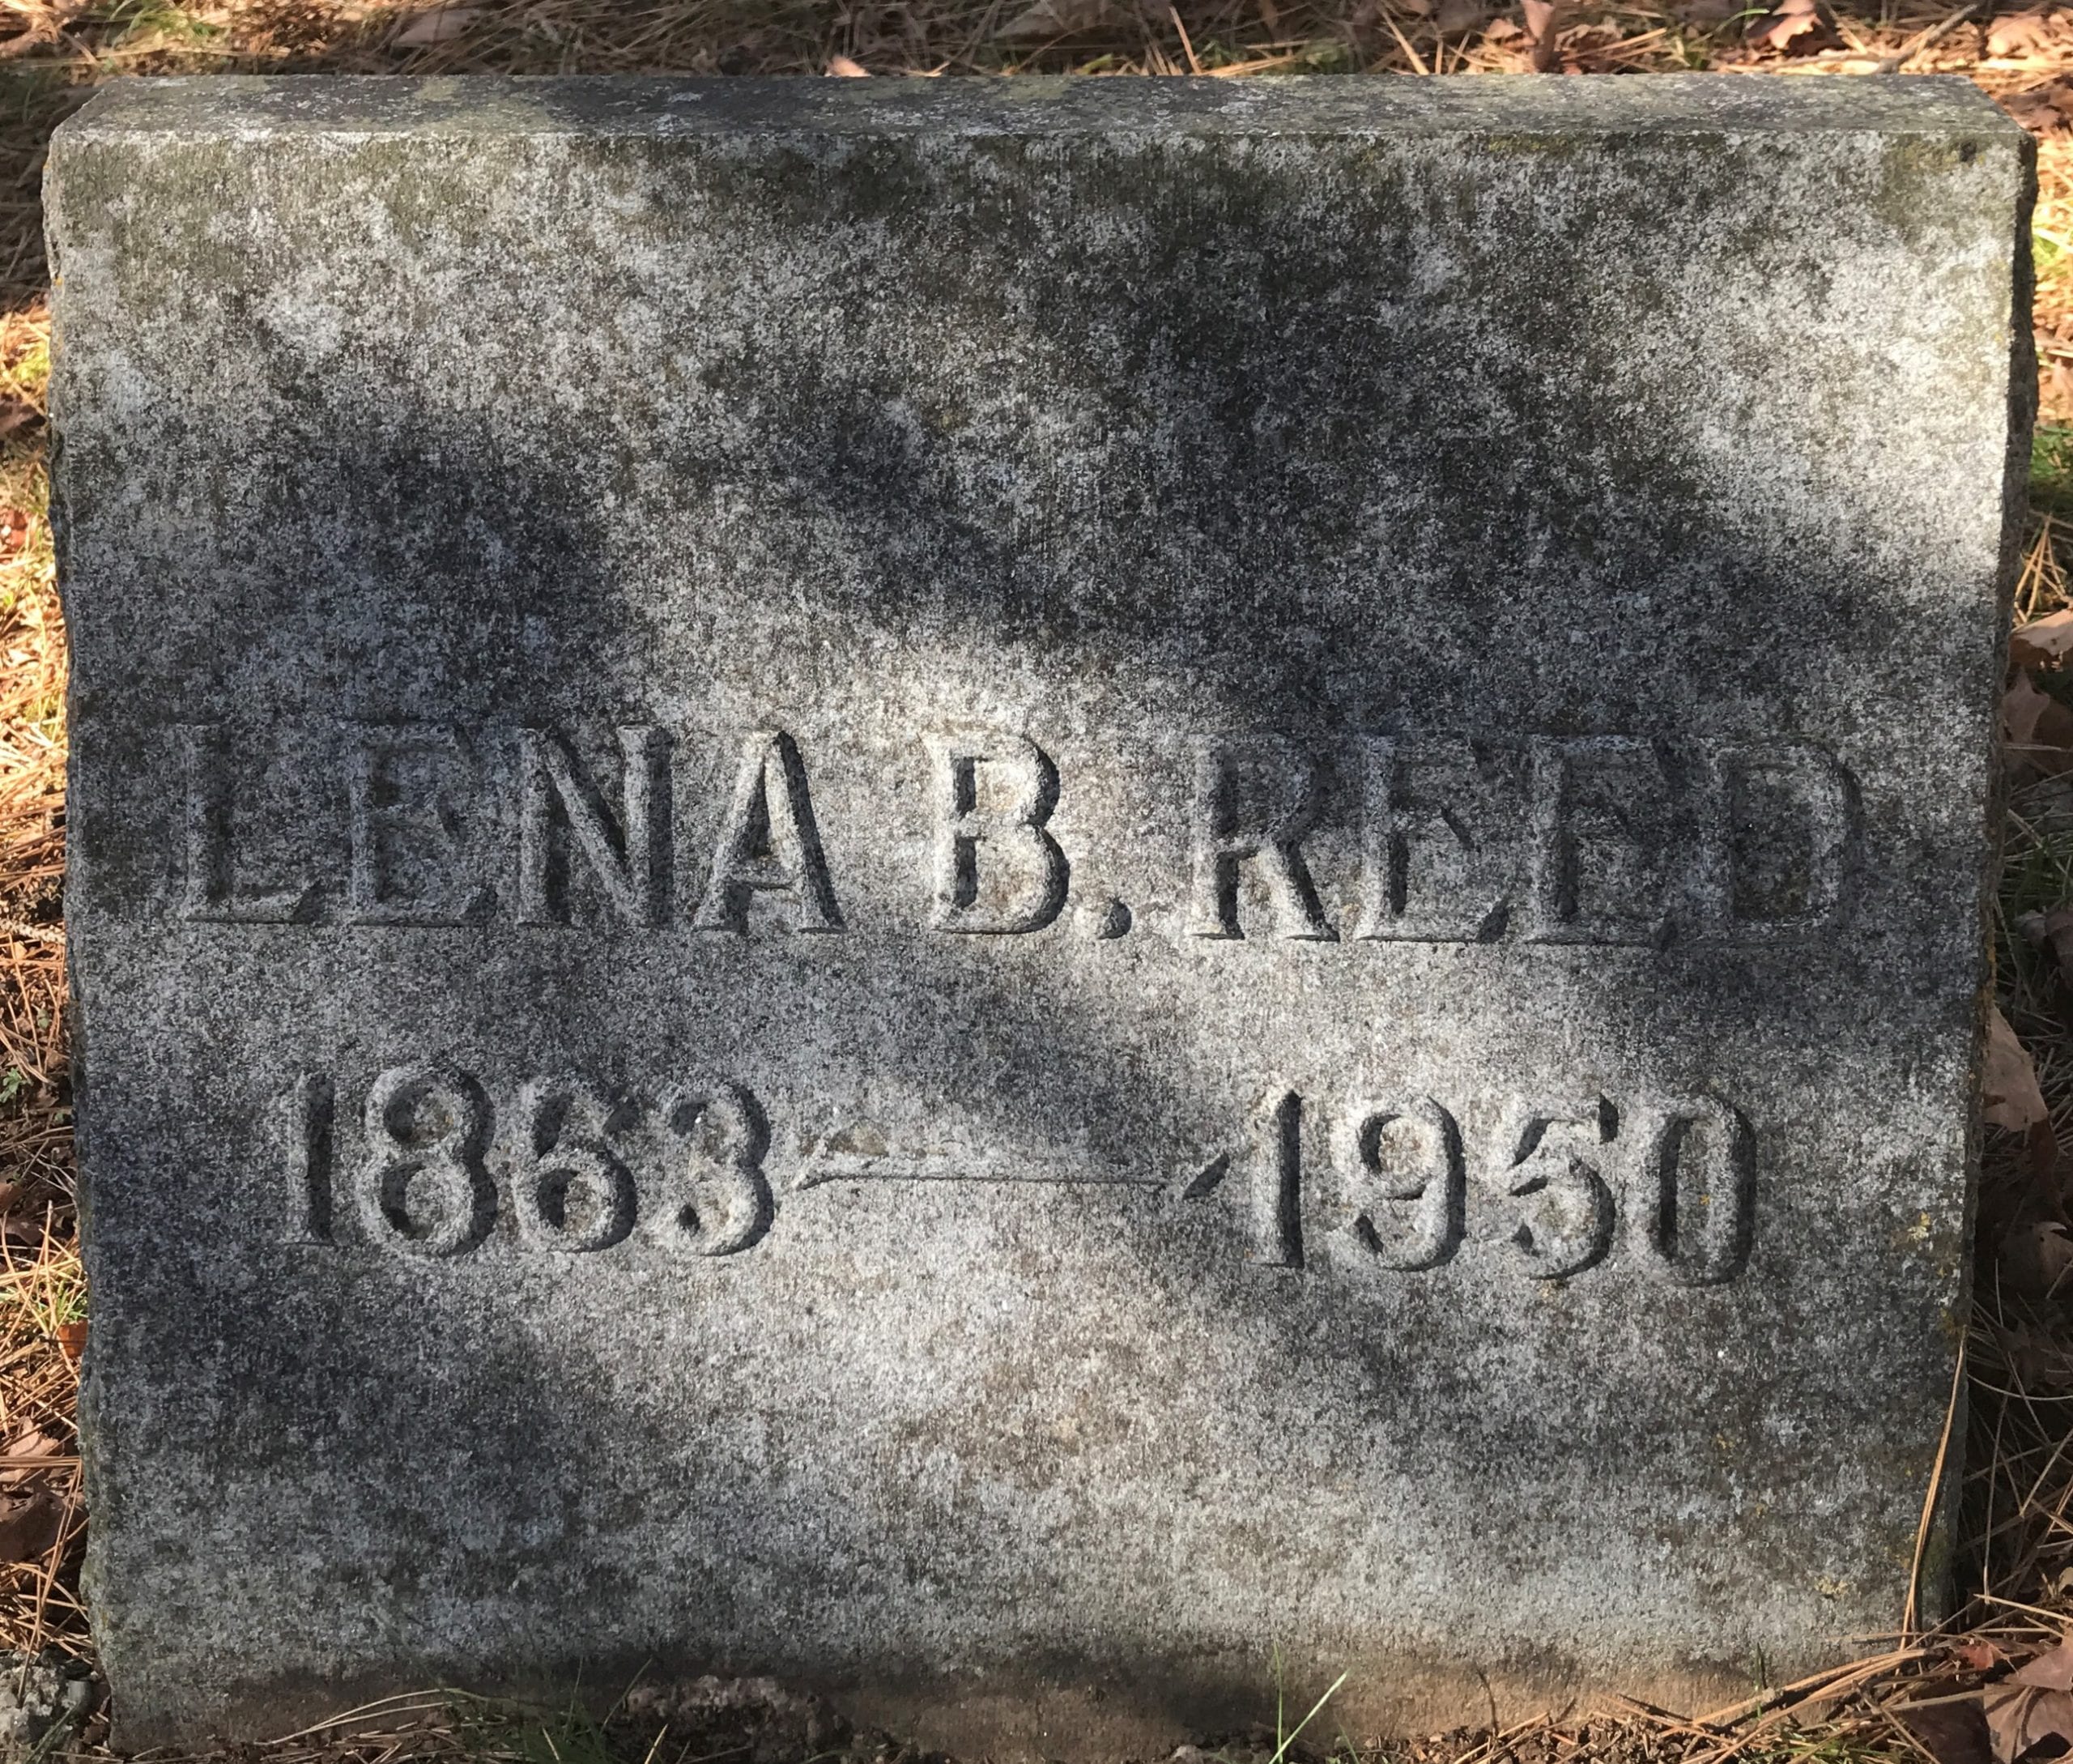 LENA B. REED
1863 — 1950